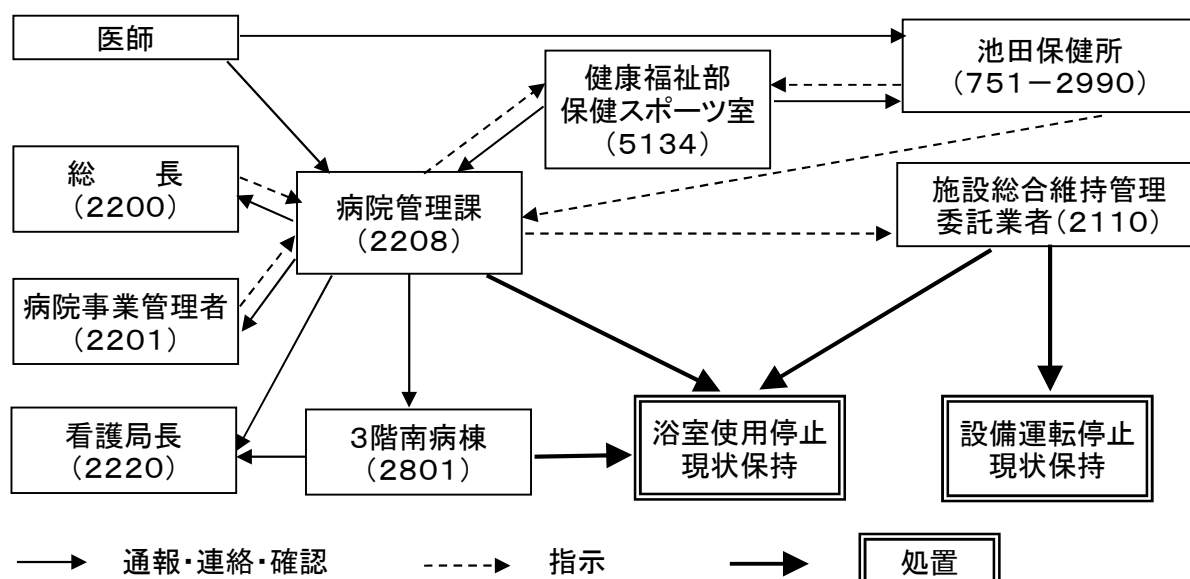 医師
池田保健所
(751－2990)
健康福祉部
保健スポーツ室
(5134)
総　　長
(2200)
病院管理課
(2208)
施設総合維持管理
委託業者(2110)
病院事業管理者
(2201)
看護局長
(2220)
3階南病棟
(2801)
浴室使用停止
現状保持
設備運転停止
現状保持
通報・連絡・確認
指示
処置